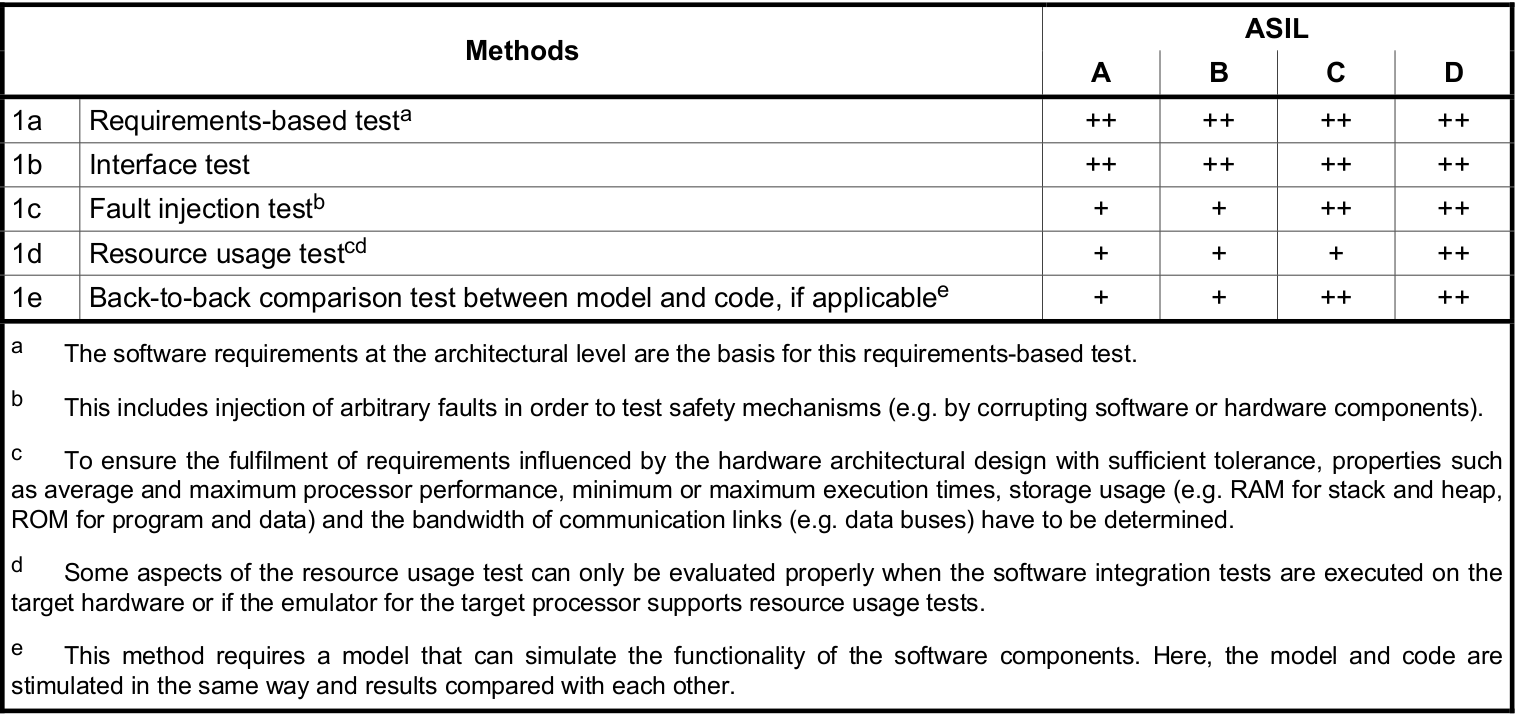 Methods ASIL
A B C D
1a Requirements-based testa ++ ++ ++ ++
1b Interface test ++ ++ ++ ++
1c Fault injection testb + + ++ ++
1d Resource usage testcd + + + ++
1e Back-to-back comparison test between model and code, if applicablee + + ++ ++
a The software requirements at the architectural level are the basis for this requirements-based test.
b This includes injection of arbitrary faults in order to test safety mechanisms (e.g. by corrupting software or hardware components).
c To ensure the fulfilment of requirements influenced by the hardware architectural design with sufficient tolerance, properties such
as average and maximum processor performance, minimum or maximum execution times, storage usage (e.g. RAM for stack and heap,
ROM for program and data) and the bandwidth of communication links (e.g. data buses) have to be determined.
d Some aspects of the resource usage test can only be evaluated properly when the software integration tests are executed on the
target hardware or if the emulator for the target processor supports resource usage tests.
e This method requires a model that can simulate the functionality of the software components. Here, the model and code are
stimulated in the same way and results compared with each other.